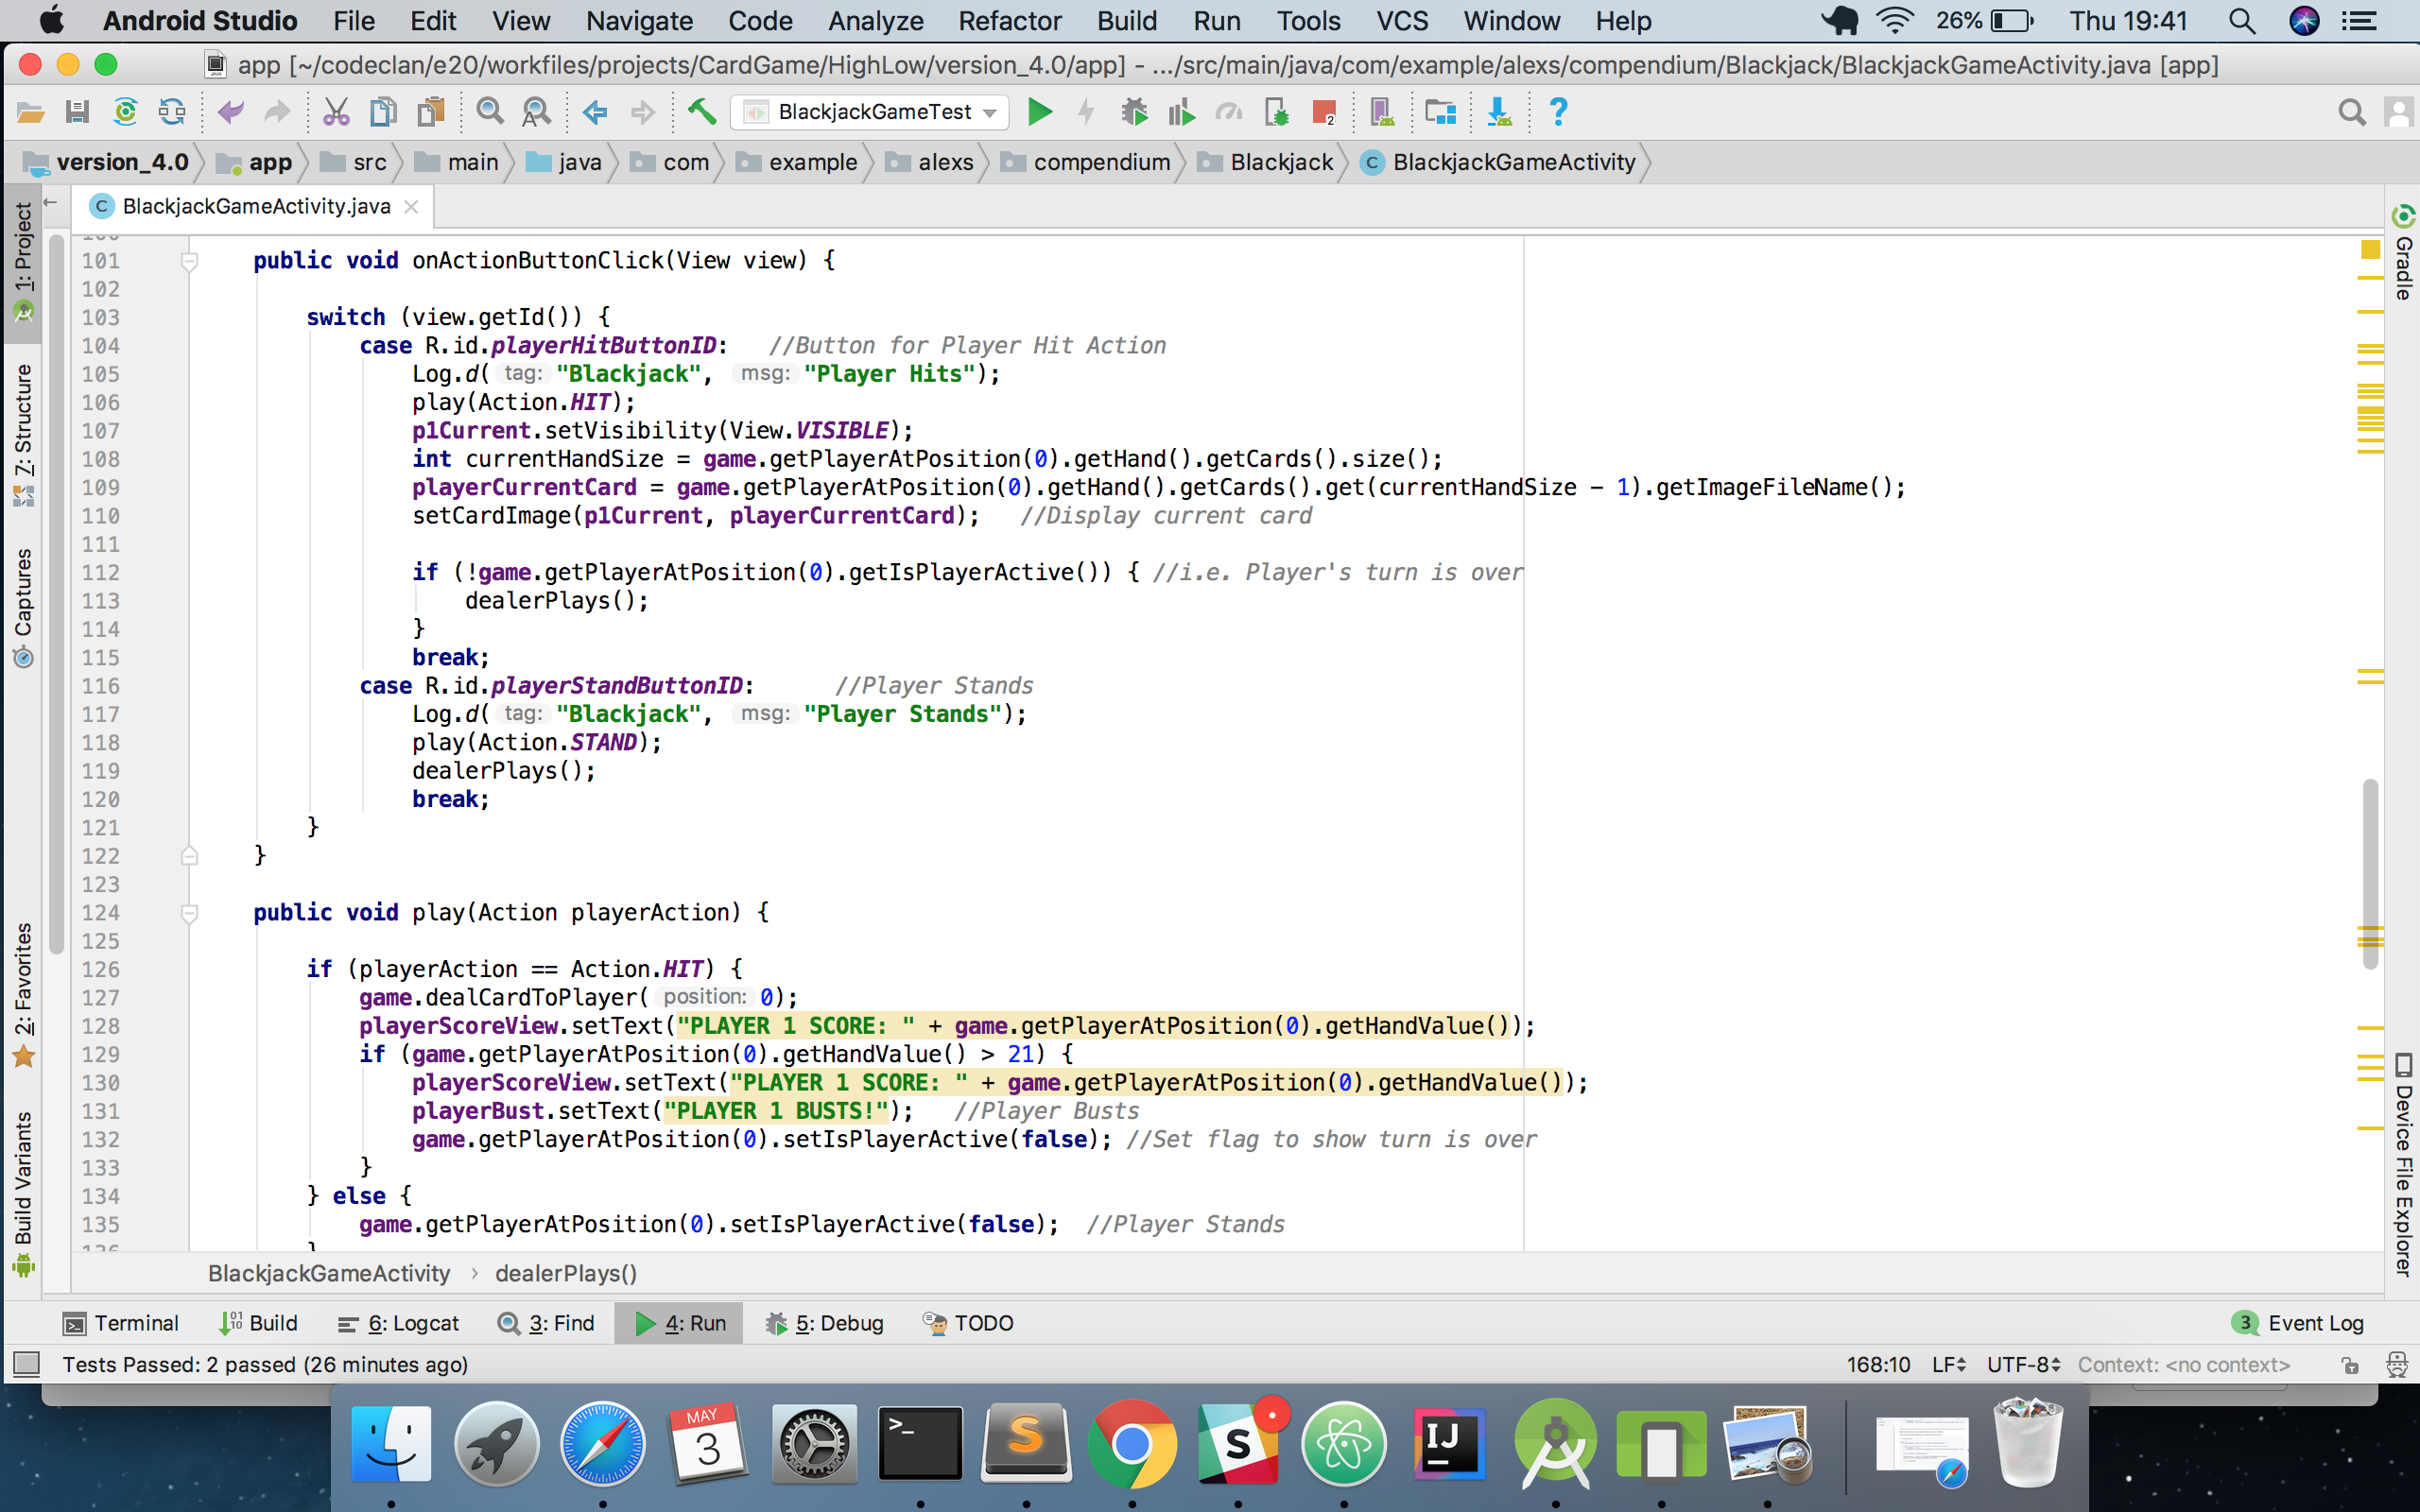 Android Studio File Edit View Navigate Code Analyze Refactor Build Run Tools VCS Window Help 26% Thu 19:41
app [~/codeclan/e20/workfiles/projects/CardGame/HighLow/version_4.0/app] - .../src/main/java/com/example/alexs/compendium/Blackjack/BlackjackGameActivity.java [app]
BlackjackGameTest 2 ?
version_4.0 app src main java com example alexs compendium Blackjack C BlackjackGameActivity
C BlackjackGameActivity.java
1: Project
7: Structure
Captures
2: Favorites
Build Variants
Gradle
Device File Explorer
101 public void onActionButtonClick(View view) {
102
103 switch (view.getId()) {
104 case R.id.playerHitButtonID: //Button for Player Hit Action
105 Log.d( tag: "Blackjack", msg: "Player Hits");
106 play(Action.HIT);
107 p1Current.setVisibility(View.VISIBLE);
108 int currentHandSize = game.getPlayerAtPosition(0).getHand().getCards().size();
109 playerCurrentCard = game.getPlayerAtPosition(0).getHand().getCards().get(currentHandSize - 1).getImageFileName();
110 setCardImage(p1Current, playerCurrentCard); //Display current card
111
112 if (!game.getPlayerAtPosition(0).getIsPlayerActive()) { //i.e. Player's turn is over
113 dealerPlays();
114 }
115 break;
116 case R.id.playerStandButtonID: //Player Stands
117 Log.d( tag: "Blackjack", msg: "Player Stands");
118 play(Action.STAND);
119 dealerPlays();
120 break;
121 }
122 }
123
124 public void play(Action playerAction) {
125
126 if (playerAction == Action.HIT) {
127 game.dealCardToPlayer( position: 0);
128 playerScoreView.setText("PLAYER 1 SCORE: " + game.getPlayerAtPosition(0).getHandValue());
129 if (game.getPlayerAtPosition(0).getHandValue() > 21) {
130 playerScoreView.setText("PLAYER 1 SCORE: " + game.getPlayerAtPosition(0).getHandValue());
131 playerBust.setText("PLAYER 1 BUSTS!"); //Player Busts
132 game.getPlayerAtPosition(0).setIsPlayerActive(false); //Set flag to show turn is over
133 }
134 } else {
135 game.getPlayerAtPosition(0).setIsPlayerActive(false); //Player Stands
BlackjackGameActivity › dealerPlays()
Terminal Build 6: Logcat 3: Find 4: Run 5: Debug TODO 3 Event Log
Tests Passed: 2 passed (26 minutes ago) 168:10 LF UTF-8 Context: <no context>
MAY
3
>_
S
S
IJ